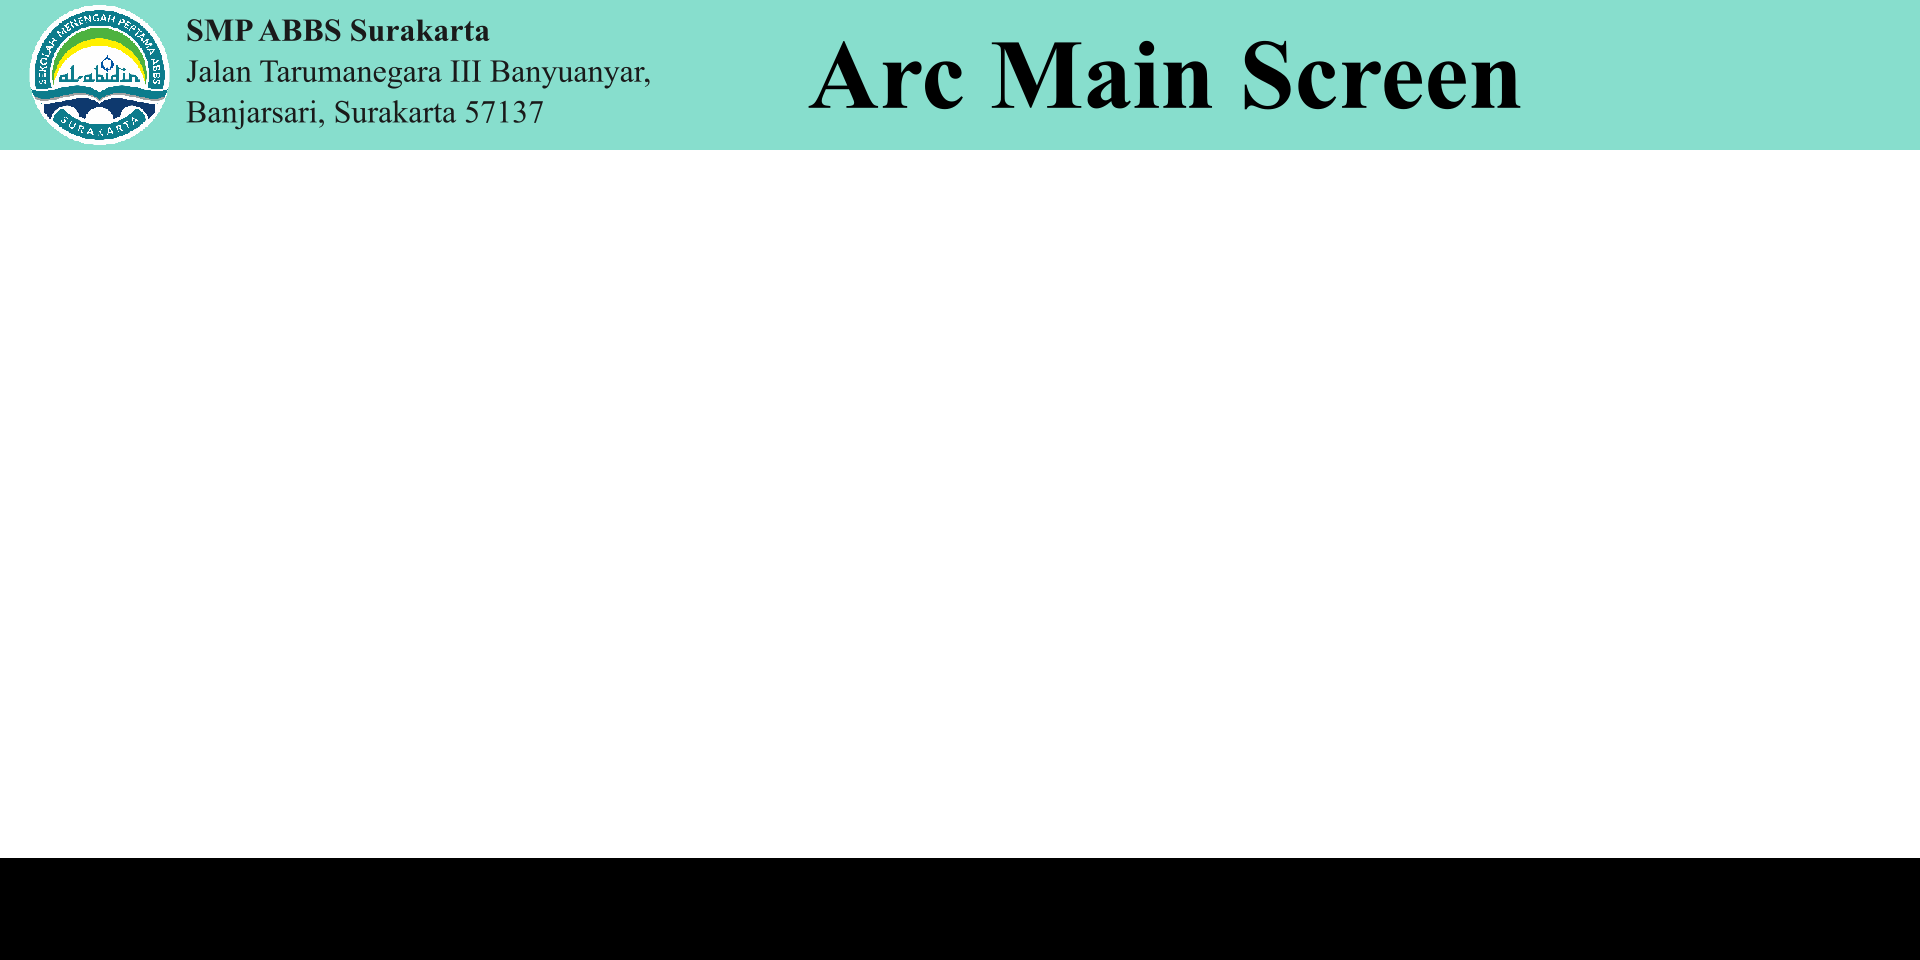 SMP ABBS Surakarta
Jalan Tarumanegara III Banyuanyar,
Banjarsari, Surakarta 57137
Arc Main Screen
SEKOLAH MENENGAH PERTAMA ABBS
al-abidin
SURAKARTA